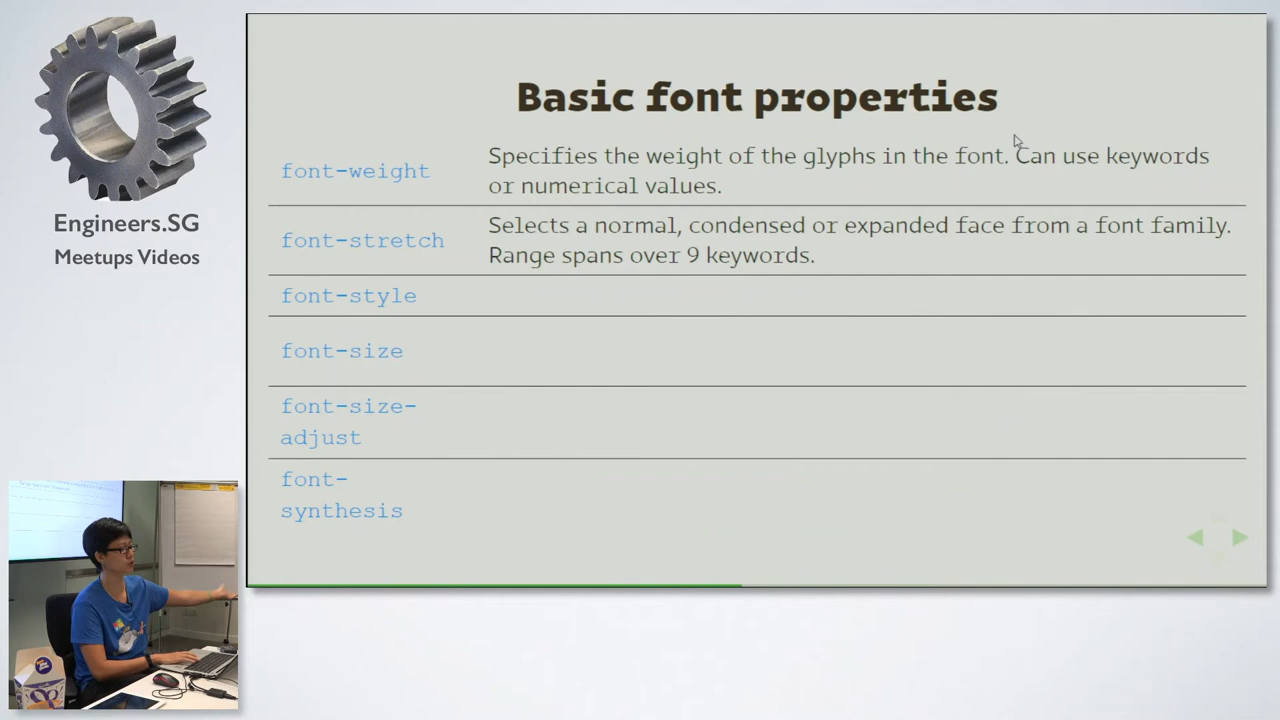 Engineers.SG
Meetups Videos
Basic font properties
font-weight
Specifies the weight of the glyphs in the font. Can use keywords
or numerical values.
font-stretch
Selects a normal, condensed or expanded face from a font family.
Range spans over 9 keywords.
font-style
font-size
font-size-
adjust
font-
synthesis